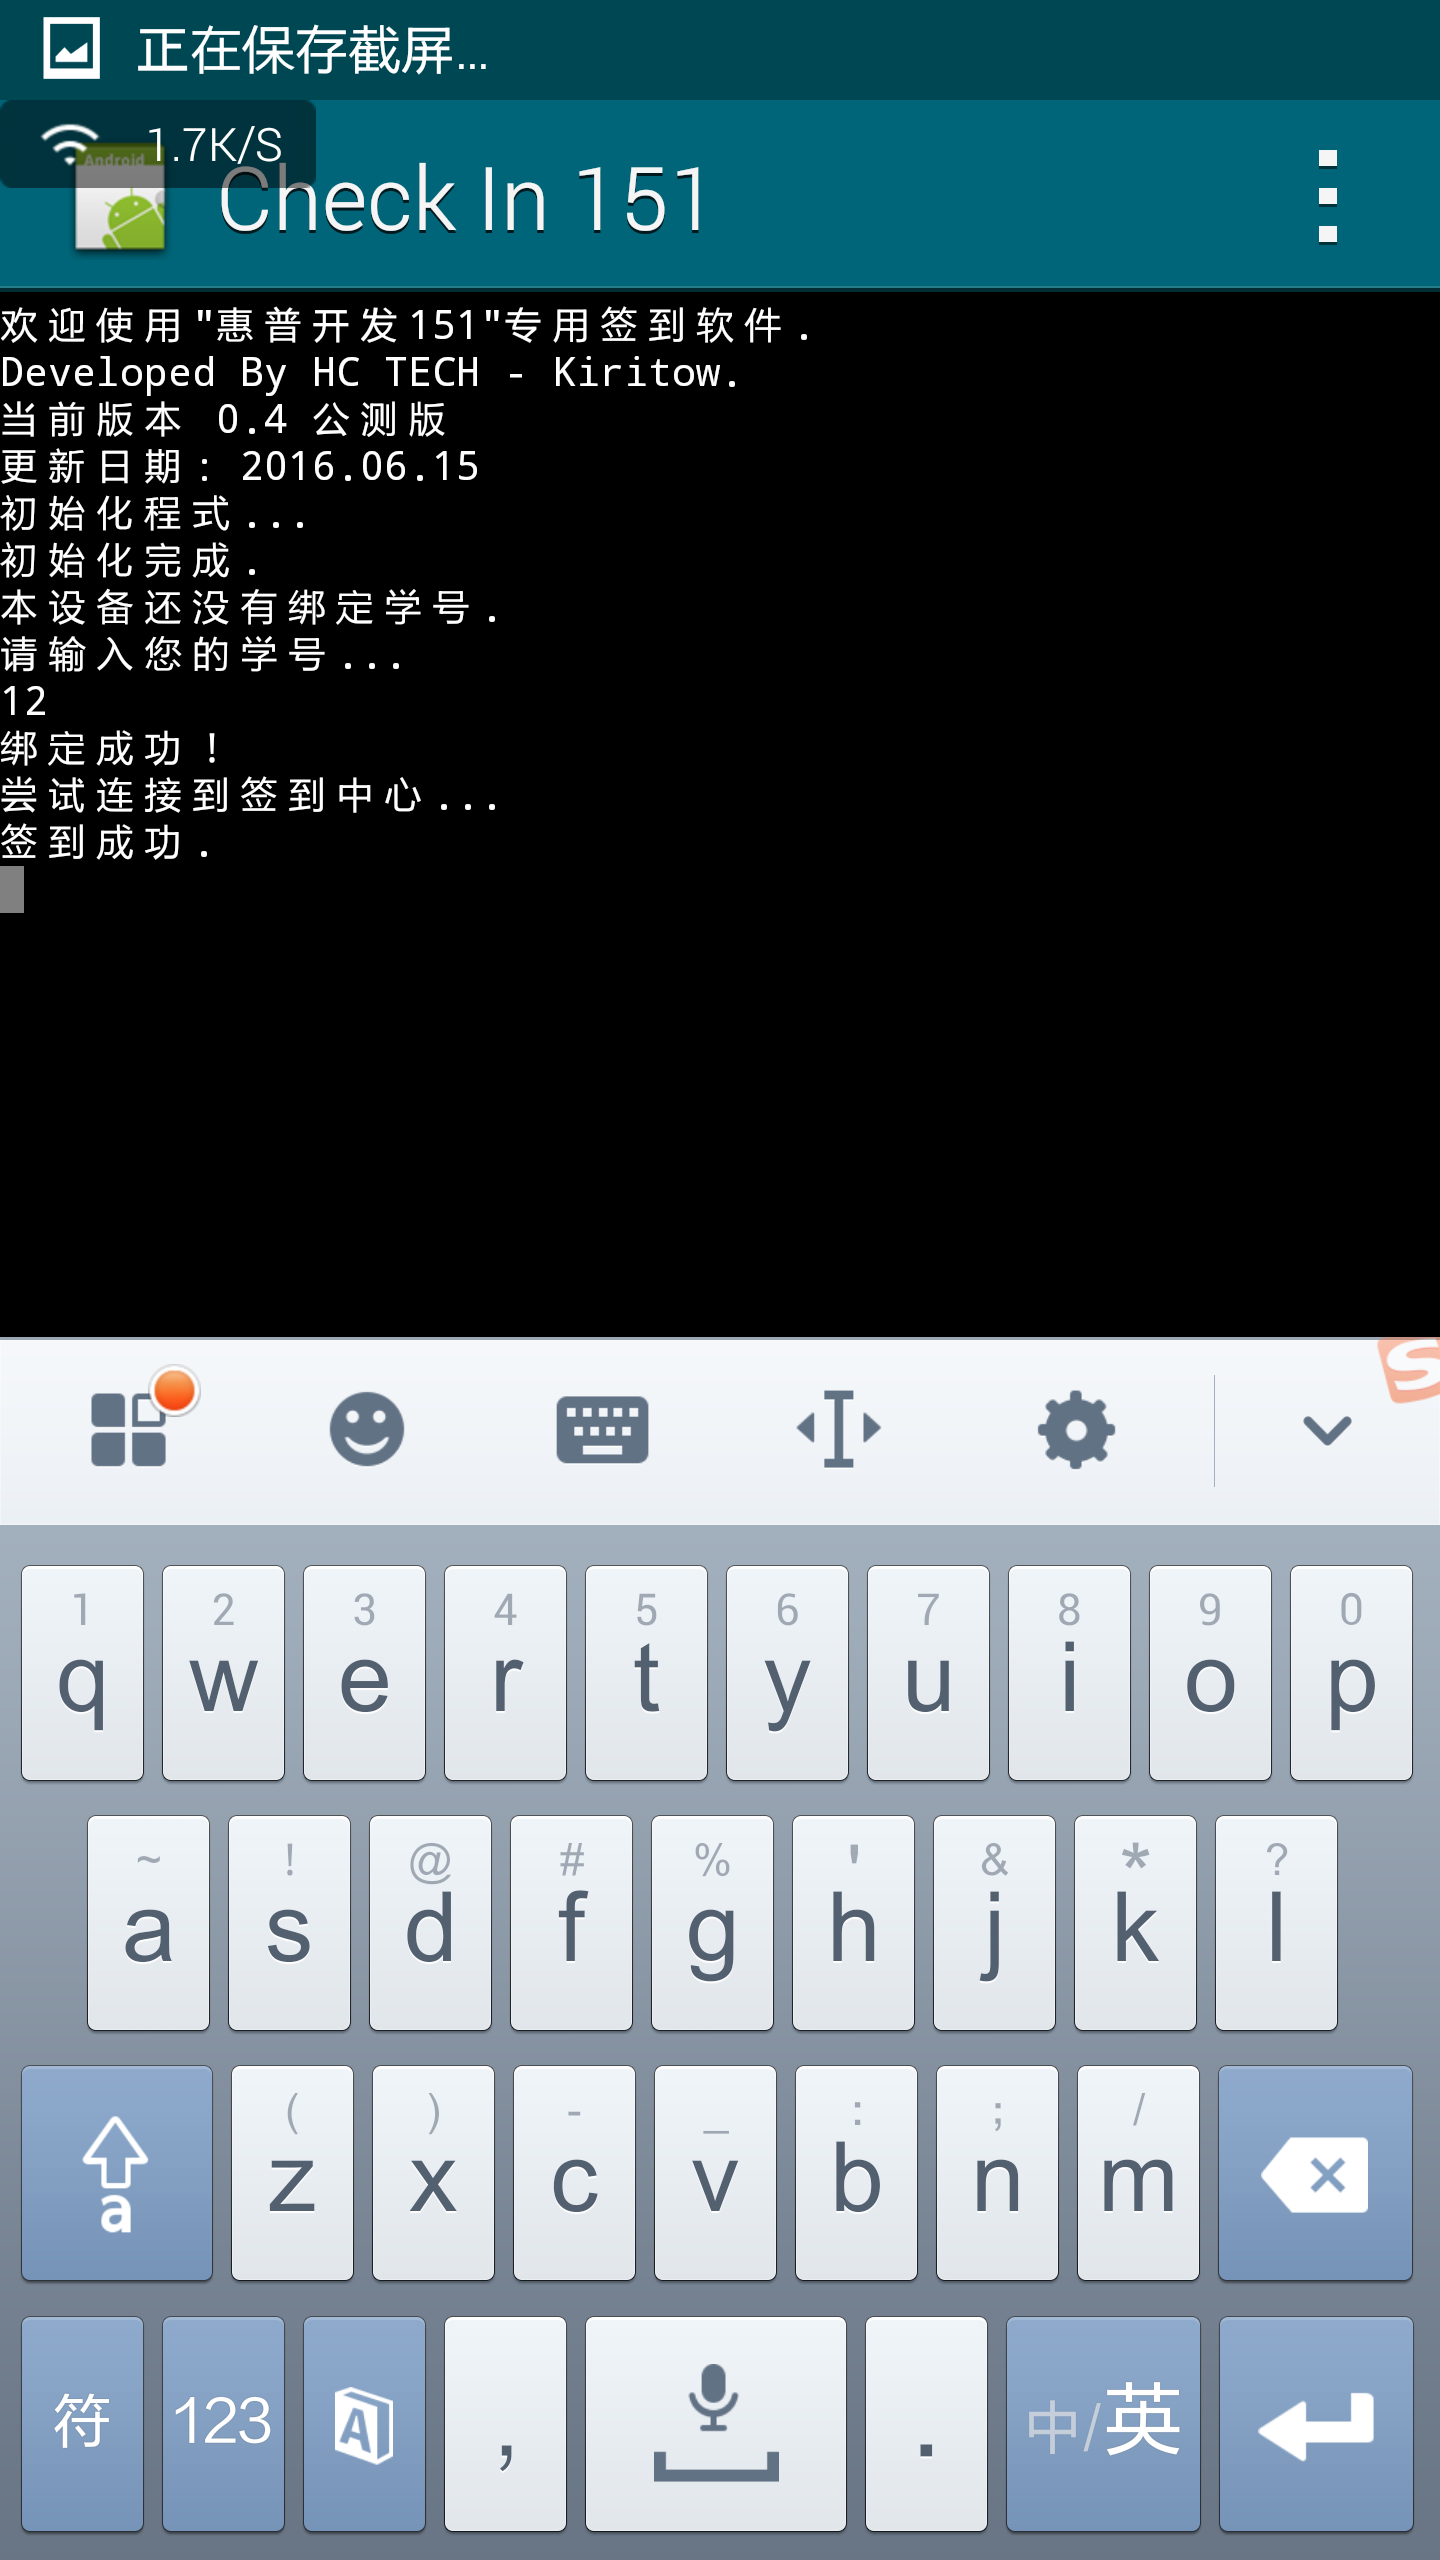 正在保存截屏...
1.7K/S
Android
Check In 151
欢迎使用"惠普开发151"专用签到软件.
Developed By HC TECH - Kiritow.
当前版本 0.4 公测版
更新日期: 2016.06.15
初始化程式...
初始化完成.
本设备还没有绑定学号.
请输入您的学号...
12
绑定成功!
尝试连接到签到中心...
签到成功.
S
1 2 3 4 5 6 7 8 9 0
q w e r t y u i o p
~ ! @ # % ' & * ?
a s d f g h j k l
( ) - _ : ; /
a z x c v b n m
符 123 A , . 中/英